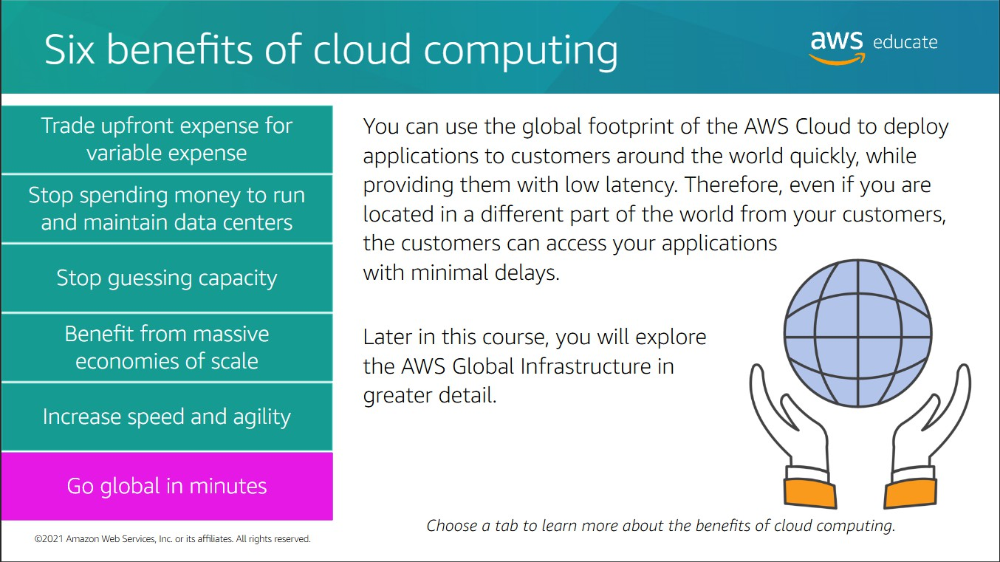 Six benefits of cloud computing
aws educate
Trade upfront expense for
variable expense
Stop spending money to run
and maintain data centers
Stop guessing capacity
Benefit from massive
economies of scale
Increase speed and agility
Go global in minutes
You can use the global footprint of the AWS Cloud to deploy
applications to customers around the world quickly, while
providing them with low latency. Therefore, even if you are
located in a different part of the world from your customers,
the customers can access your applications
with minimal delays.
Later in this course, you will explore
the AWS Global Infrastructure in
greater detail.
Choose a tab to learn more about the benefits of cloud computing.
©2021 Amazon Web Services, Inc. or its affiliates. All rights reserved.